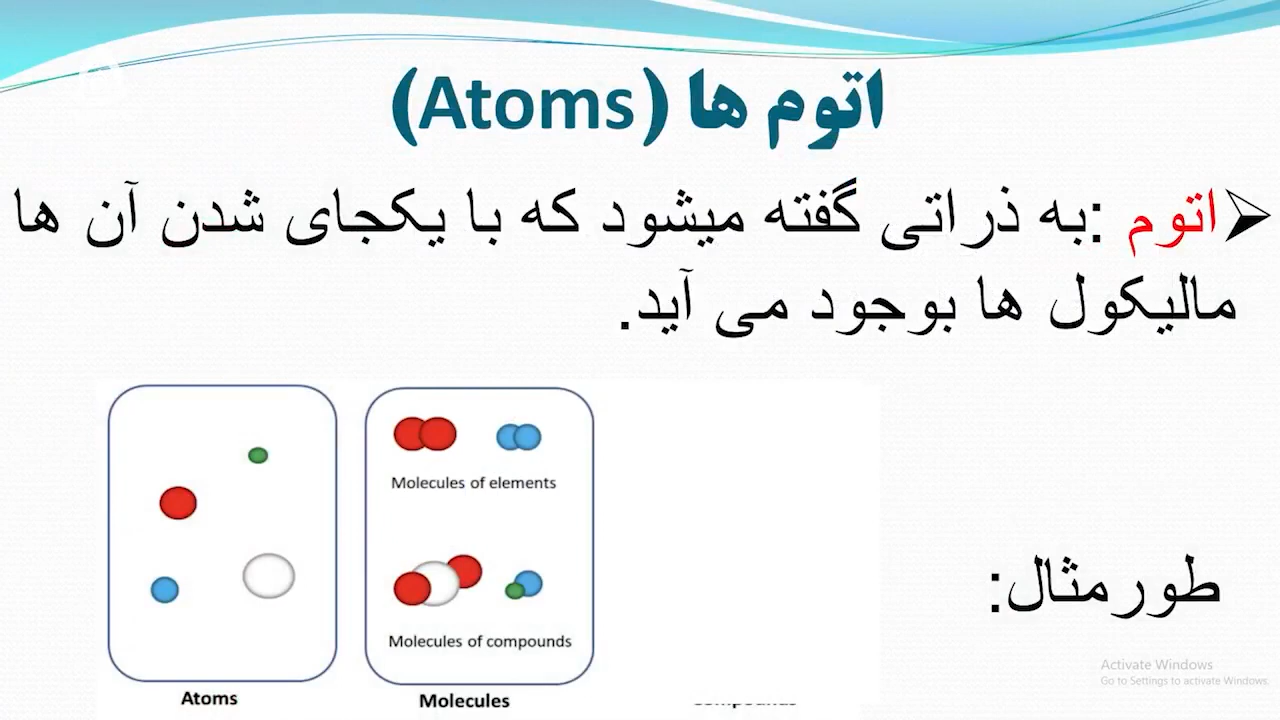 اتوم ها (Atoms)
اتوم :به ذراتی گفته میشود که با یکجای شدن آن ها
مالیکول ها بوجود می آید.
طورمثال:
Molecules of elements
Molecules of compounds
Atoms
Molecules
Activate Windows
Go to Settings to activate Windows.